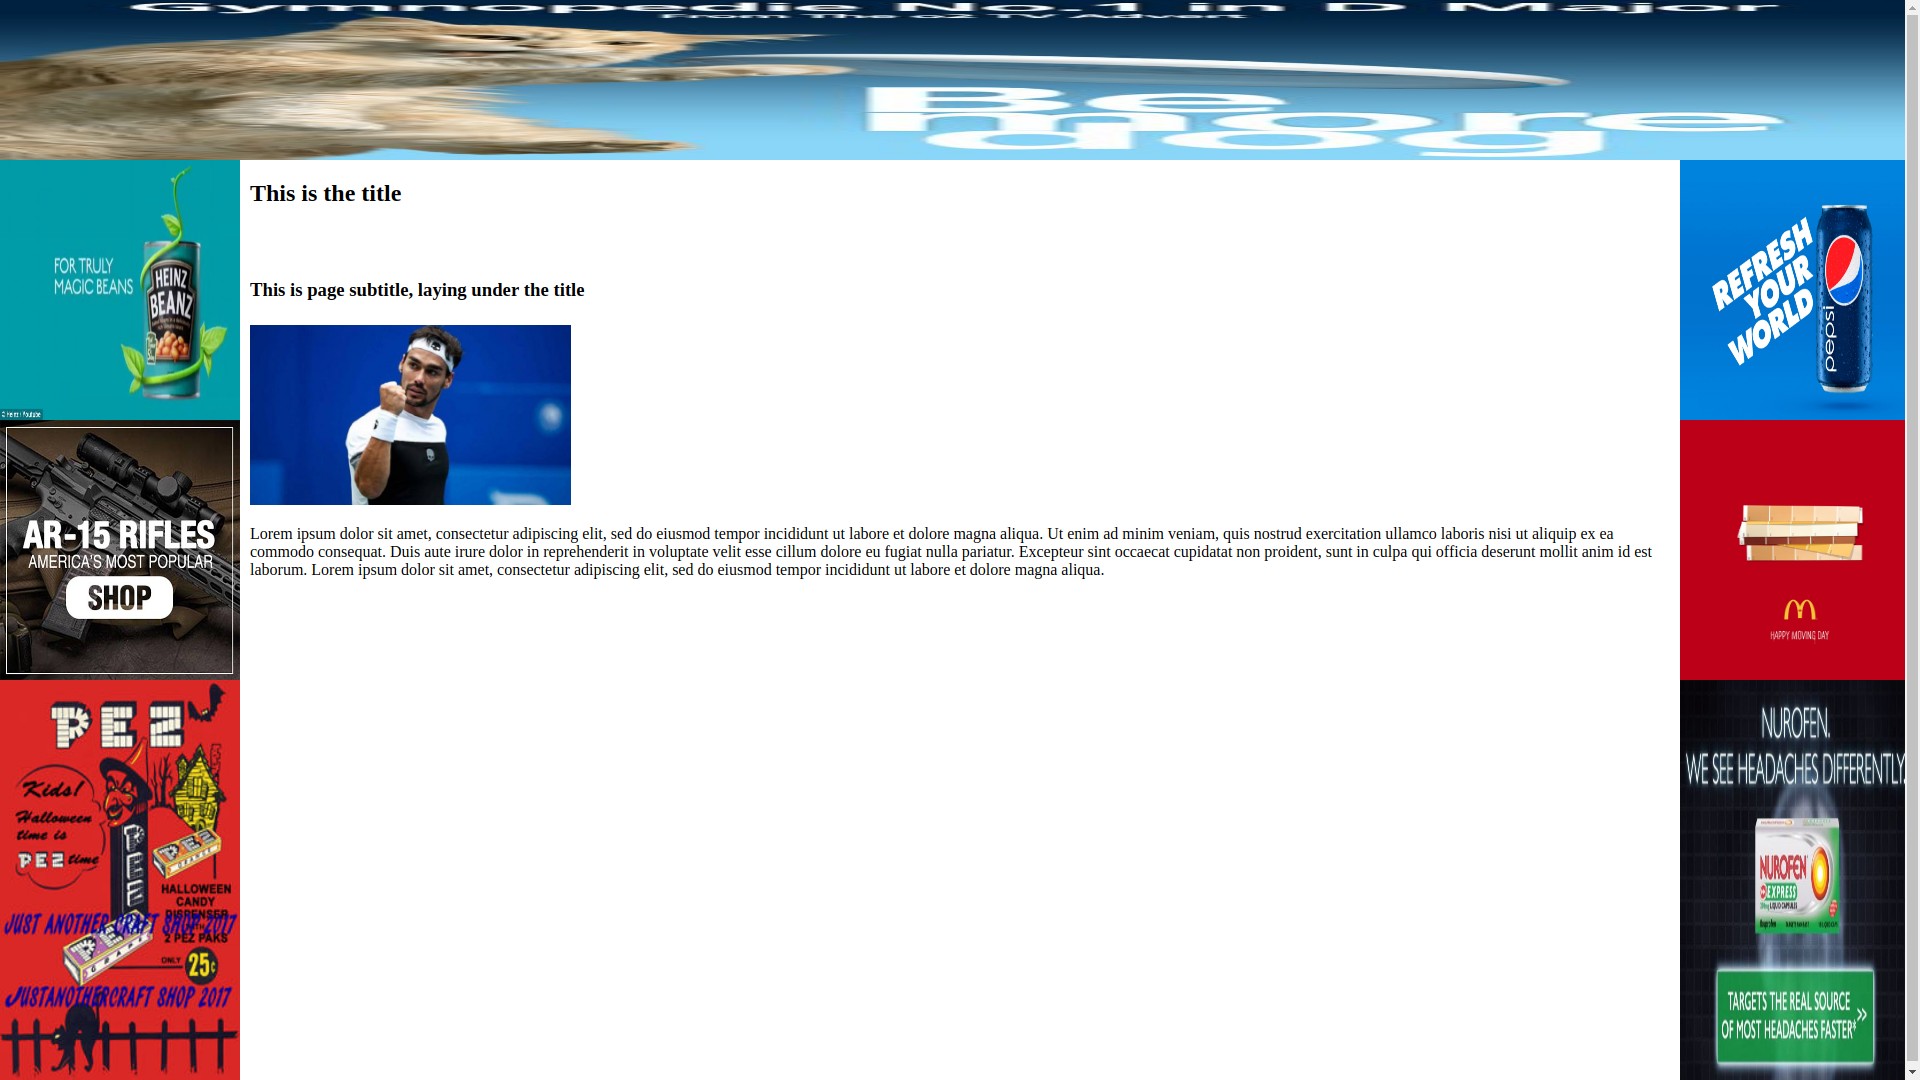 Gymnopedie No.1 in D Major
From The o2 TV Advert
Be
more
dog
FOR TRULY
MAGIC BEANS
HEINZ
BEANZ
© Heinz / Youtube
AR-15 RIFLES
AMERICA'S MOST POPULAR
SHOP
PEZ
Kids!
Halloween
time is
PEZ time
PEZ
PEZ
HALLOWEEN
CANDY
DISPENSER
2 PEZ PAKS
ONLY 25¢
JUST ANOTHER CRAFT SHOP 2017
JUSTANOTHERCRAFT SHOP 2017
This is the title
This is page subtitle, laying under the title
Lorem ipsum dolor sit amet, consectetur adipiscing elit, sed do eiusmod tempor incididunt ut labore et dolore magna aliqua. Ut enim ad minim veniam, quis nostrud exercitation ullamco laboris nisi ut aliquip ex ea
commodo consequat. Duis aute irure dolor in reprehenderit in voluptate velit esse cillum dolore eu fugiat nulla pariatur. Excepteur sint occaecat cupidatat non proident, sunt in culpa qui officia deserunt mollit anim id est
laborum. Lorem ipsum dolor sit amet, consectetur adipiscing elit, sed do eiusmod tempor incididunt ut labore et dolore magna aliqua.
REFRESH
YOUR
WORLD
pepsi
HAPPY MOVING DAY
NUROFEN.
WE SEE HEADACHES DIFFERENTLY.
NUROFEN
EXPRESS
LIQUID CAPSULES
TARGETS THE REAL SOURCE
OF MOST HEADACHES FASTER‡ »